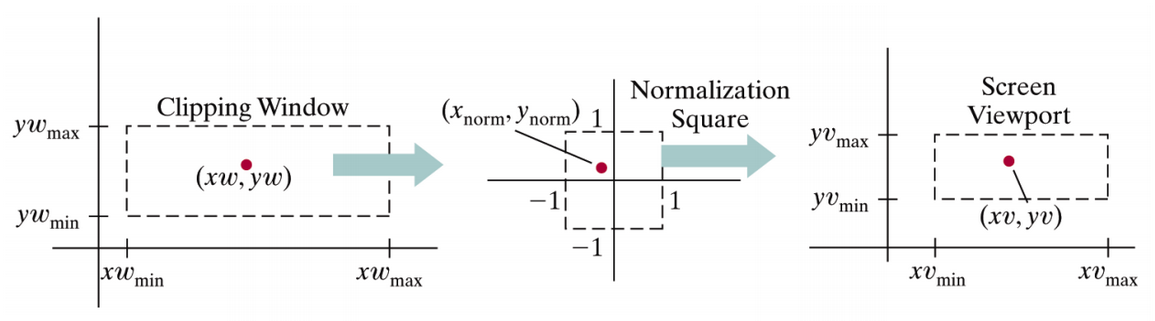 Clipping Window
yw_max
(xw, yw)
yw_min
xw_min
xw_max
(x_norm, y_norm)
1
Normalization
Square
−1
1
−1
Screen
Viewport
yv_max
yv_min
(xv, yv)
xv_min
xv_max